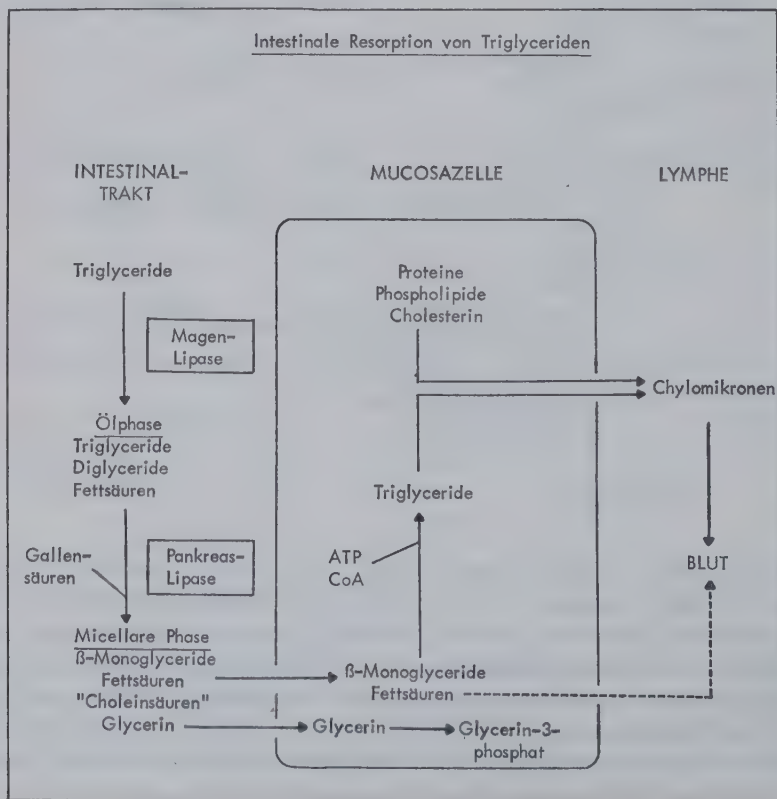 Intestinale Resorption von Triglyceriden
INTESTINAL-
TRAKT
MUCOSAZELLE
LYMPHE
Triglyceride
Magen-
Lipase
Ölphase
Triglyceride
Diglyceride
Fettsäuren
Gallen-
säuren
Pankreas-
Lipase
Micellare Phase
ß-Monoglyceride
Fettsäuren
"Choleinsäuren"
Glycerin
Proteine
Phospholipide
Cholesterin
Triglyceride
ATP
CoA
ß-Monoglyceride
Fettsäuren
Glycerin
Glycerin-3-
phosphat
Chylomikronen
BLUT